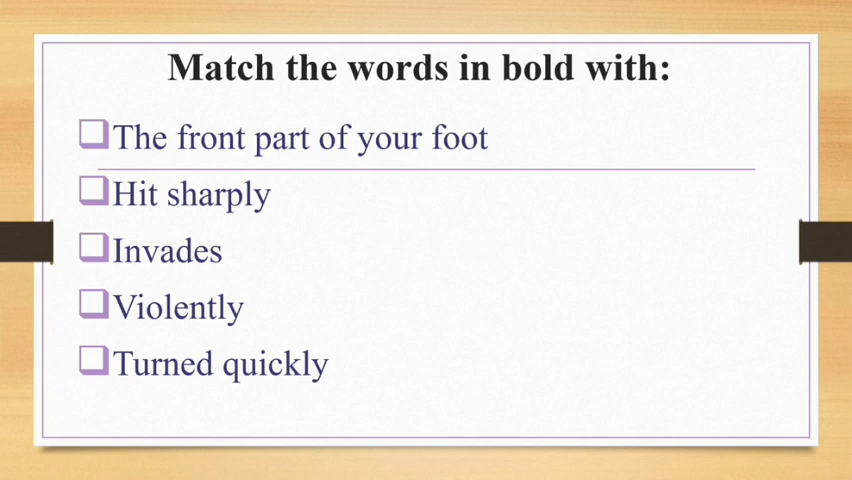 Match the words in bold with:
The front part of your foot
Hit sharply
Invades
Violently
Turned quickly